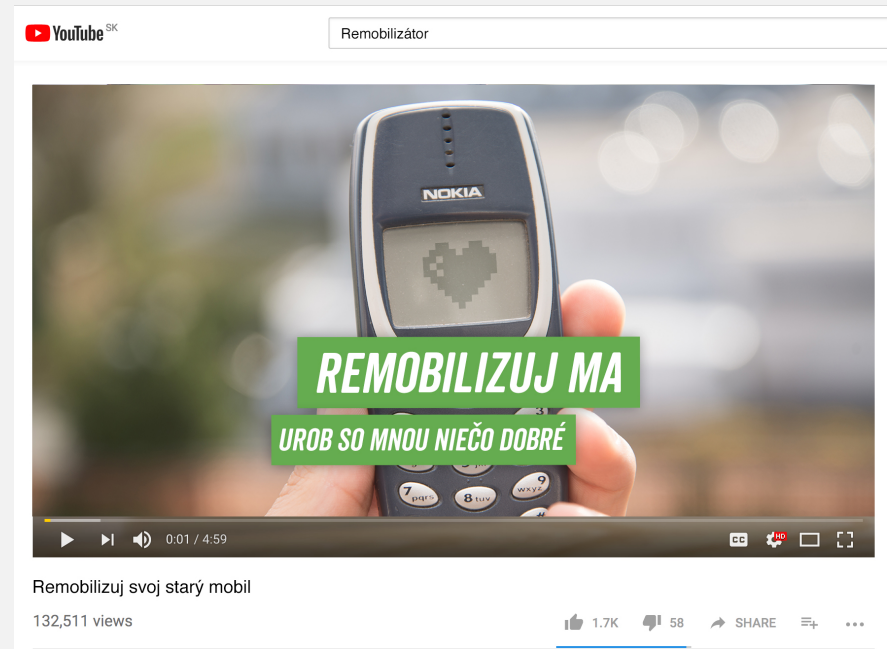 YouTube SK
Remobilizátor
NOKIA
REMOBILIZUJ MA
3
UROB SO MNOU NIEČO DOBRÉ
7 pqrs
8 tuv
9 wxyz
#
0:01 / 4:59
CC
HD
Remobilizuj svoj starý mobil
132,511 views
1.7K
58
SHARE